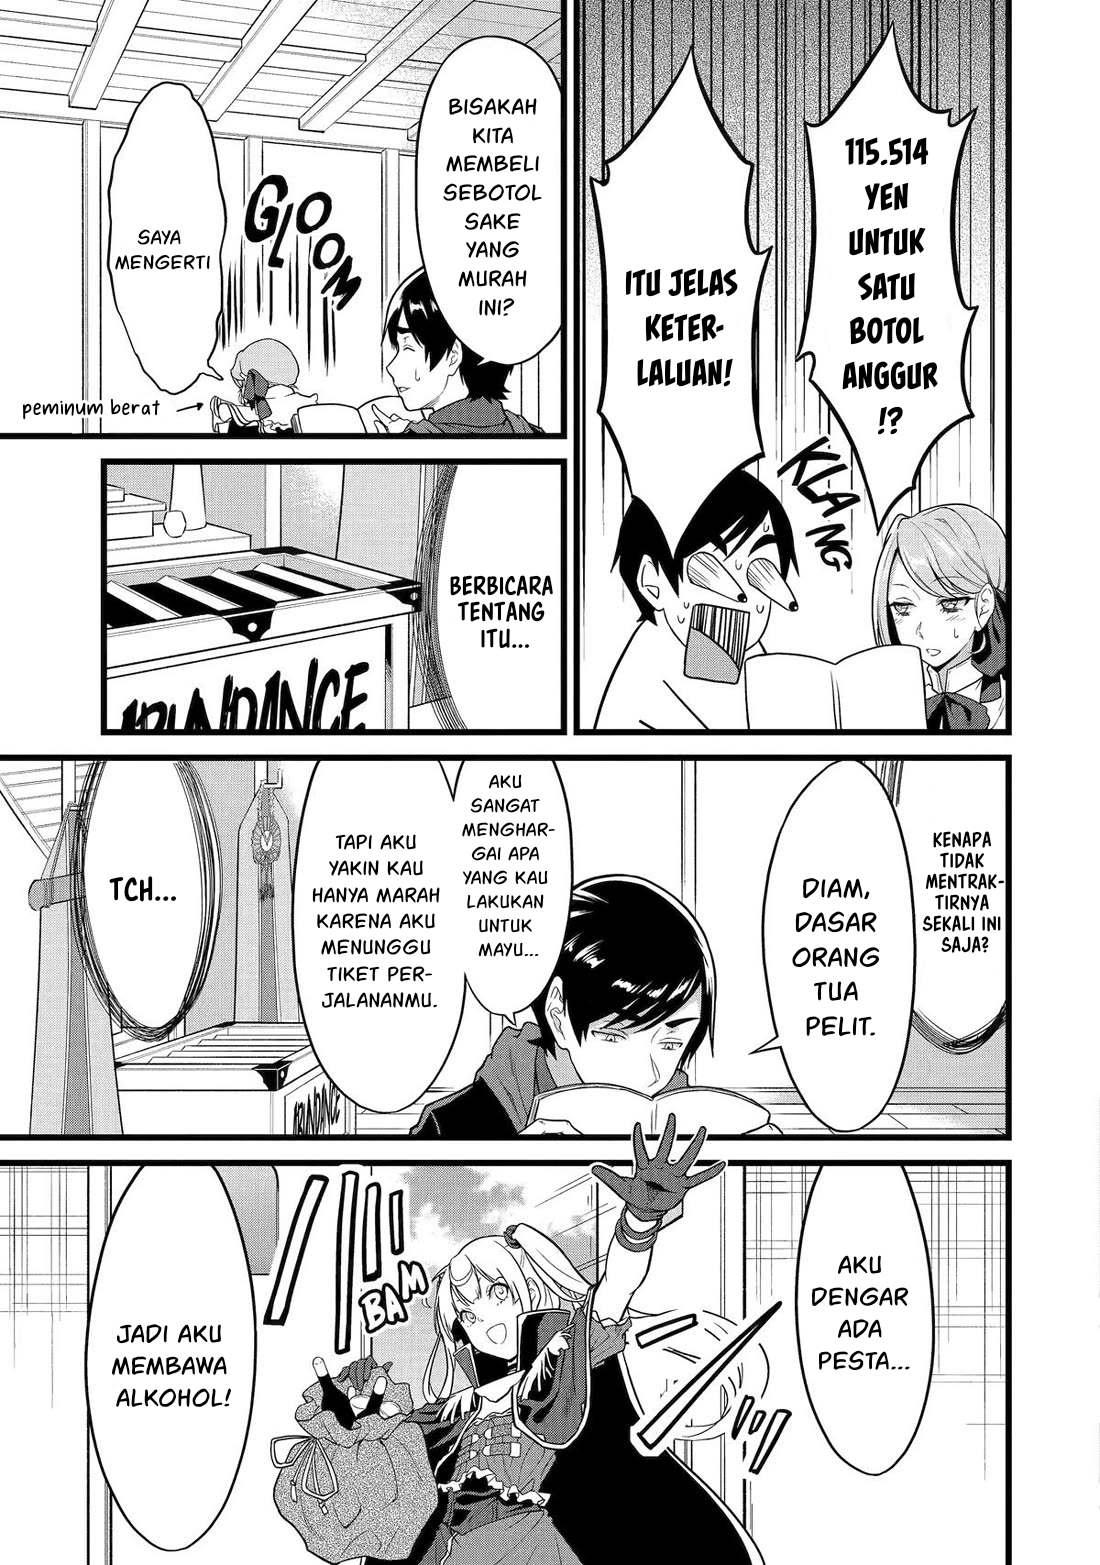 115.514
YEN
UNTUK
SATU
BOTOL
ANGGUR
!?
ITU JELAS
KETER-
LALUAN!
KLANG
BISAKAH
KITA
MEMBELI
SEBOTOL
SAKE
YANG
MURAH
INI?
GLOOM
SAYA
MENGERTI
peminum berat
BERBICARA
TENTANG
ITU...
ABUNDANCE
KENAPA
TIDAK
MENTRAK-
TIRNYA
SEKALI INI
SAJA?
DIAM,
DASAR
ORANG
TUA
PELIT.
AKU
SANGAT
MENGHAR-
GAI APA
YANG KAU
LAKUKAN
UNTUK
MAYU...
TAPI AKU
YAKIN KAU
HANYA MARAH
KARENA AKU
MENUNGGU
TIKET PER-
JALANANMU.
TCH...
ABUNDANCE
AKU
DENGAR
ADA
PESTA...
BAM
JADI AKU
MEMBAWA
ALKOHOL!